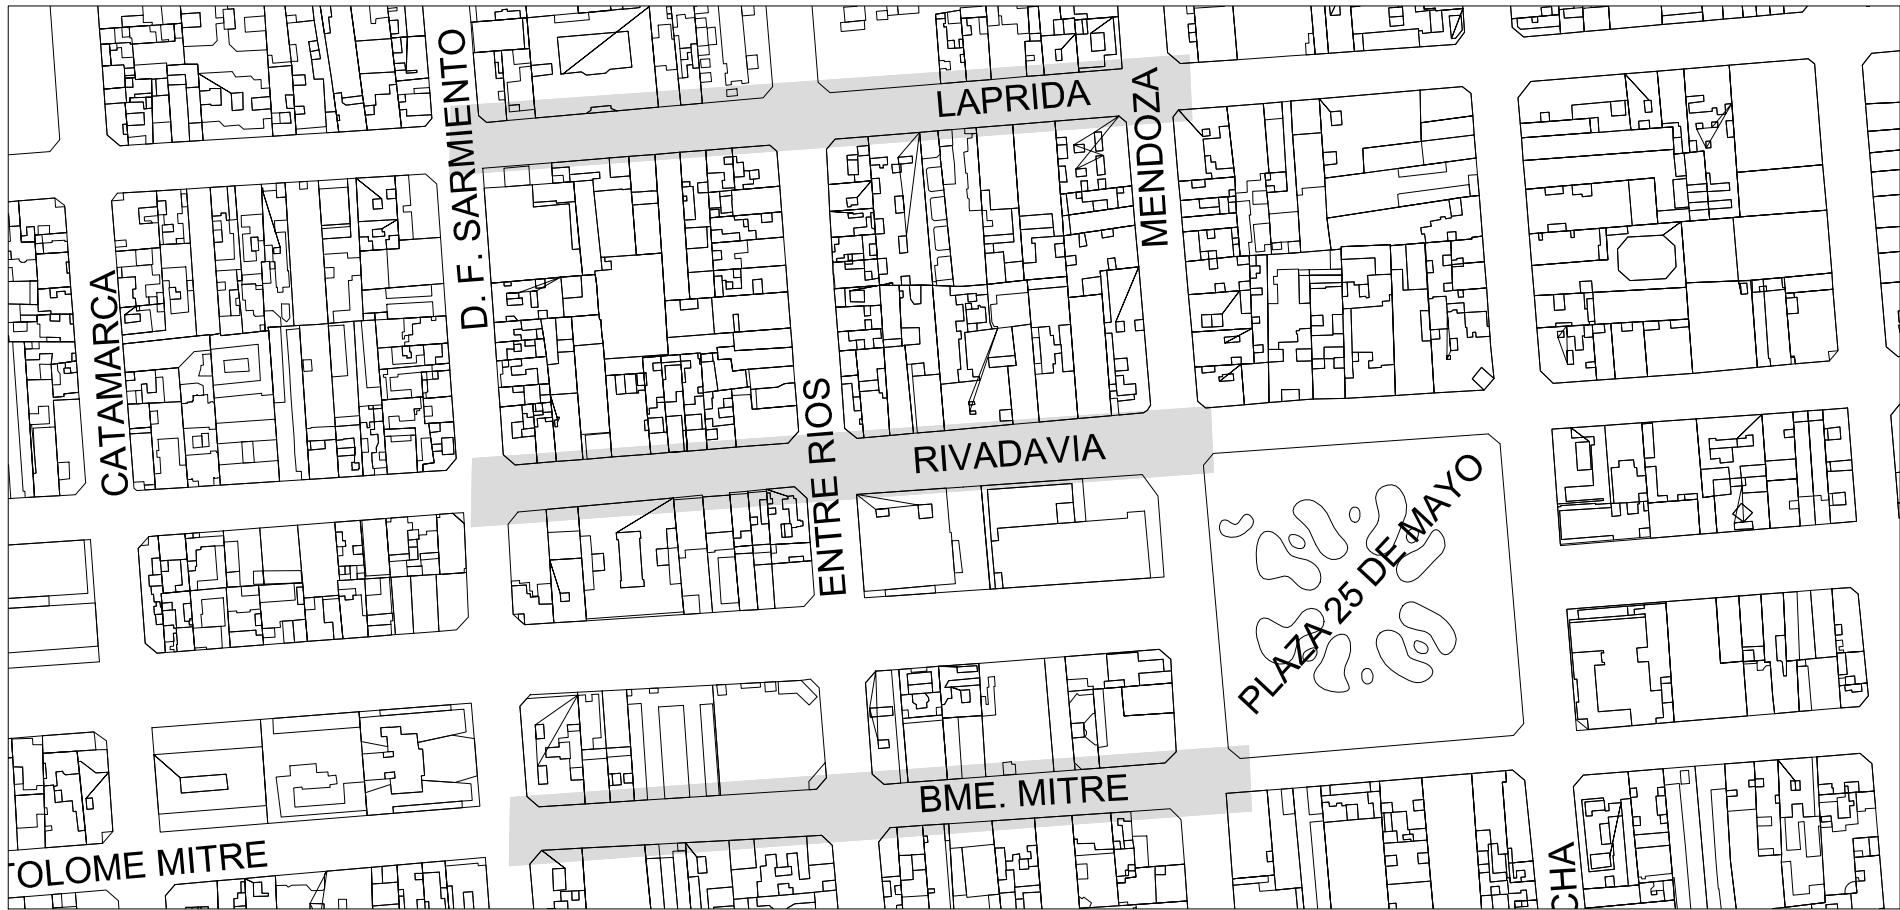 LAPRIDA
D. F. SARMIENTO
MENDOZA
CATAMARCA
ENTRE RIOS
RIVADAVIA
PLAZA 25 DE MAYO
BME. MITRE
TOLOME MITRE
CHA